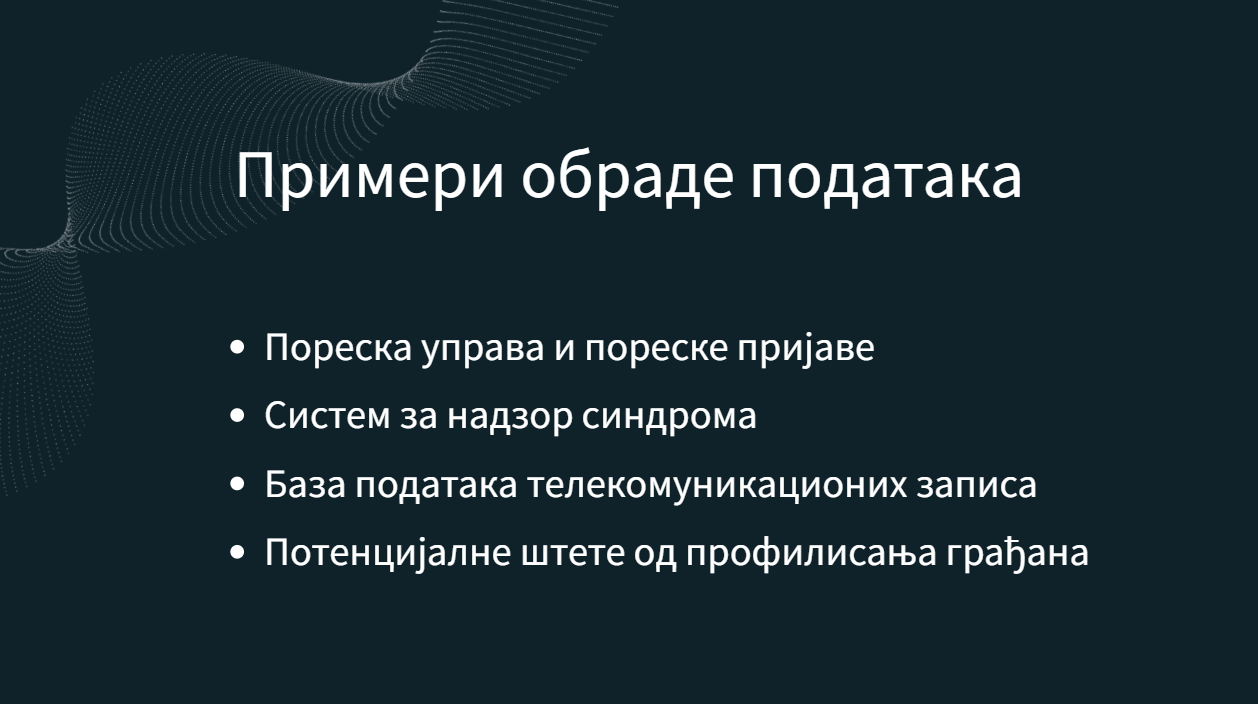 Примери обраде података
Пореска управа и пореске пријаве
Систем за надзор синдрома
База података телекомуникационих записа
Потенцијалне штете од профилисања грађана